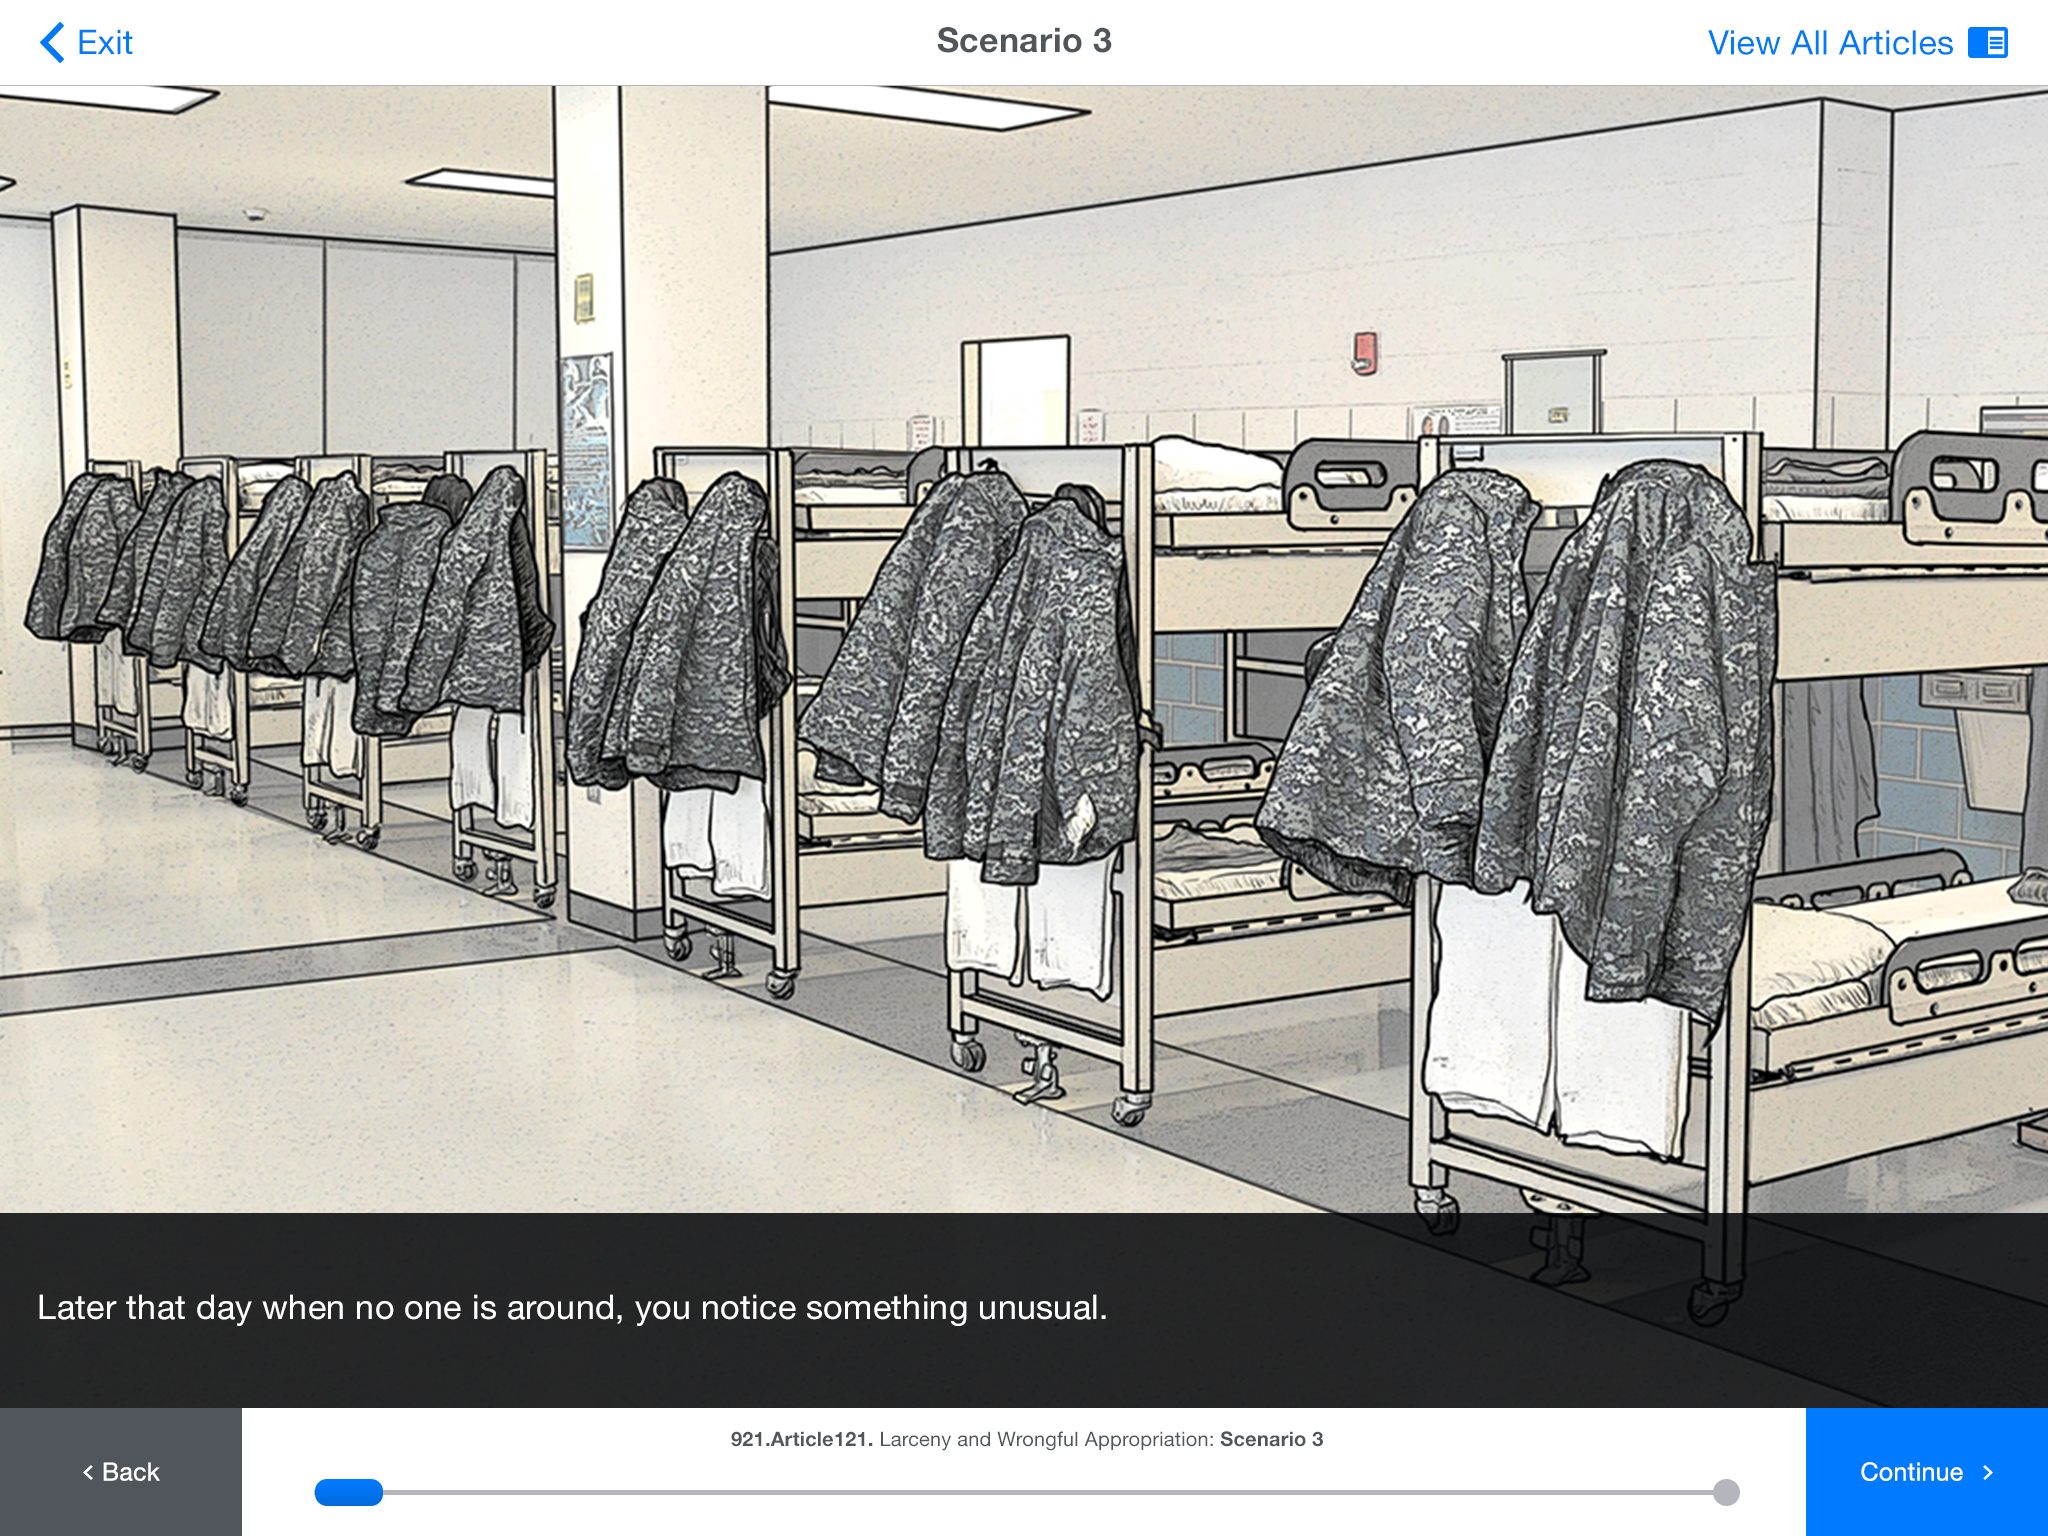 Exit
Scenario 3
View All Articles
Later that day when no one is around, you notice something unusual.
921.Article121. Larceny and Wrongful Appropriation: Scenario 3
< Back
Continue >